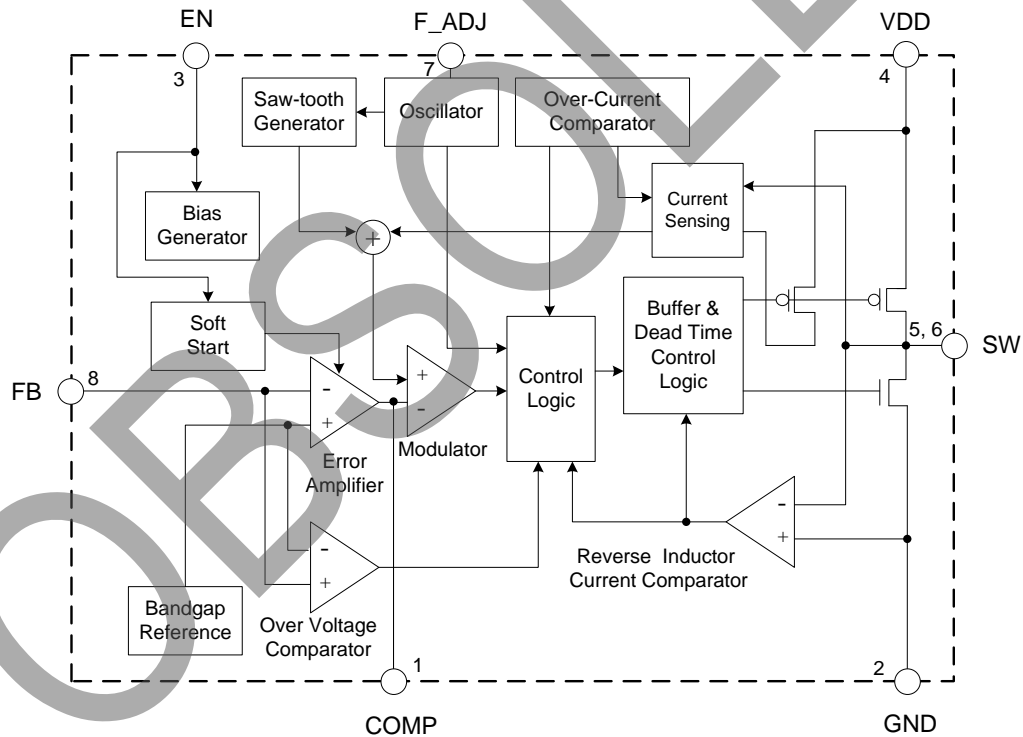 EN
F_ADJ
VDD
3
7
4
Saw-tooth
Generator
Oscillator
Over-Current
Comparator
Bias
Generator
+
Current
Sensing
Soft
Start
Buffer &
Dead Time
Control
Logic
5, 6
SW
FB
8
-
+
+
-
Control
Logic
Error
Amplifier
Modulator
-
+
Reverse Inductor
Current Comparator
-
+
Bandgap
Reference
Over Voltage
Comparator
1
2
COMP
GND
OBSOLE